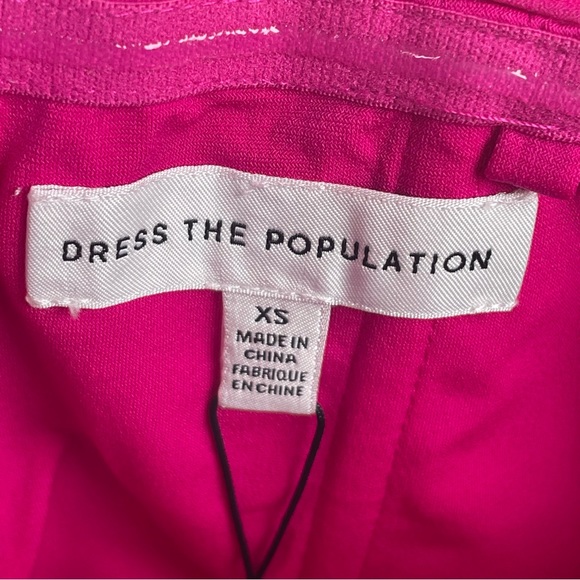 DRESS THE POPULATION
XS
MADE IN
CHINA
FABRIQUE
EN CHINE